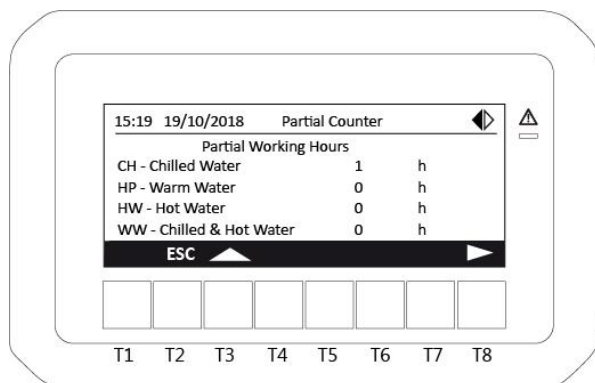 15:19 19/10/2018 Partial Counter
Partial Working Hours
CH - Chilled Water 1 h
HP - Warm Water 0 h
HW - Hot Water 0 h
WW - Chilled & Hot Water 0 h
ESC
T1 T2 T3 T4 T5 T6 T7 T8